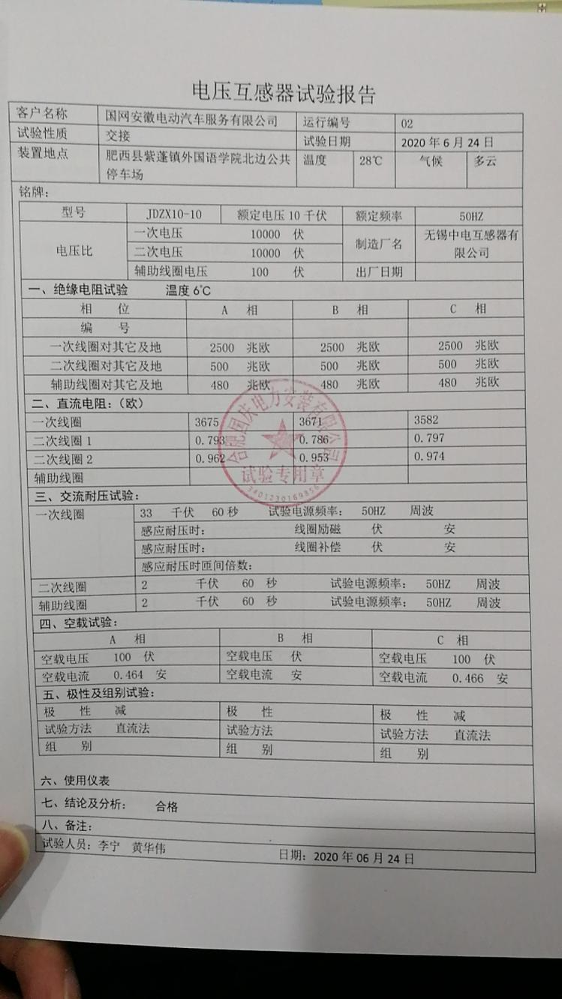 电压互感器试验报告
客户名称 国网安徽电动汽车服务有限公司 运行编号 02
试验性质 交接 试验日期 2020年6月24日
装置地点 肥西县紫蓬镇外国语学院北边公共停车场 温度 28℃ 气候 多云
铭牌：
型号 JDZX10-10 额定电压10千伏 额定频率 50HZ
电压比 一次电压 10000 伏 制造厂名 无锡中电互感器有限公司
二次电压 10000 伏
辅助线圈电压 100 伏 出厂日期
一、绝缘电阻试验 温度6℃
相 位 A 相 B 相 C 相
编 号
一次线圈对其它及地 2500 兆欧 2500 兆欧 2500 兆欧
二次线圈对其它及地 500 兆欧 500 兆欧 500 兆欧
辅助线圈对其它及地 480 兆欧 480 兆欧 480 兆欧
二、直流电阻：（欧）
一次线圈 3675 3671 3582
二次线圈1 0.793 0.786 0.797
二次线圈2 0.962 0.953 0.974
辅助线圈
合肥国庆电力安装有限公司
试验专用章
3401230169856
三、交流耐压试验：
一次线圈 33 千伏 60秒 试验电源频率： 50HZ 周波
感应耐压时： 线圈励磁 伏 安
感应耐压时： 线圈补偿 伏 安
感应耐压时匝间倍数：
二次线圈 2 千伏 60 秒 试验电源频率： 50HZ 周波
辅助线圈 2 千伏 60 秒 试验电源频率： 50HZ 周波
四、空载试验：
A 相 B 相 C 相
空载电压 100 伏 空载电压 伏 空载电压 100 伏
空载电流 0.464 安 空载电流 安 空载电流 0.466 安
五、极性及组别试验：
极 性 减 极 性 极 性 减
试验方法 直流法 试验方法 试验方法 直流法
组 别 组 别 组 别
六、使用仪表
七、结论及分析： 合格
八、备注：
试验人员：李宁 黄华伟 日期：2020年06月24日